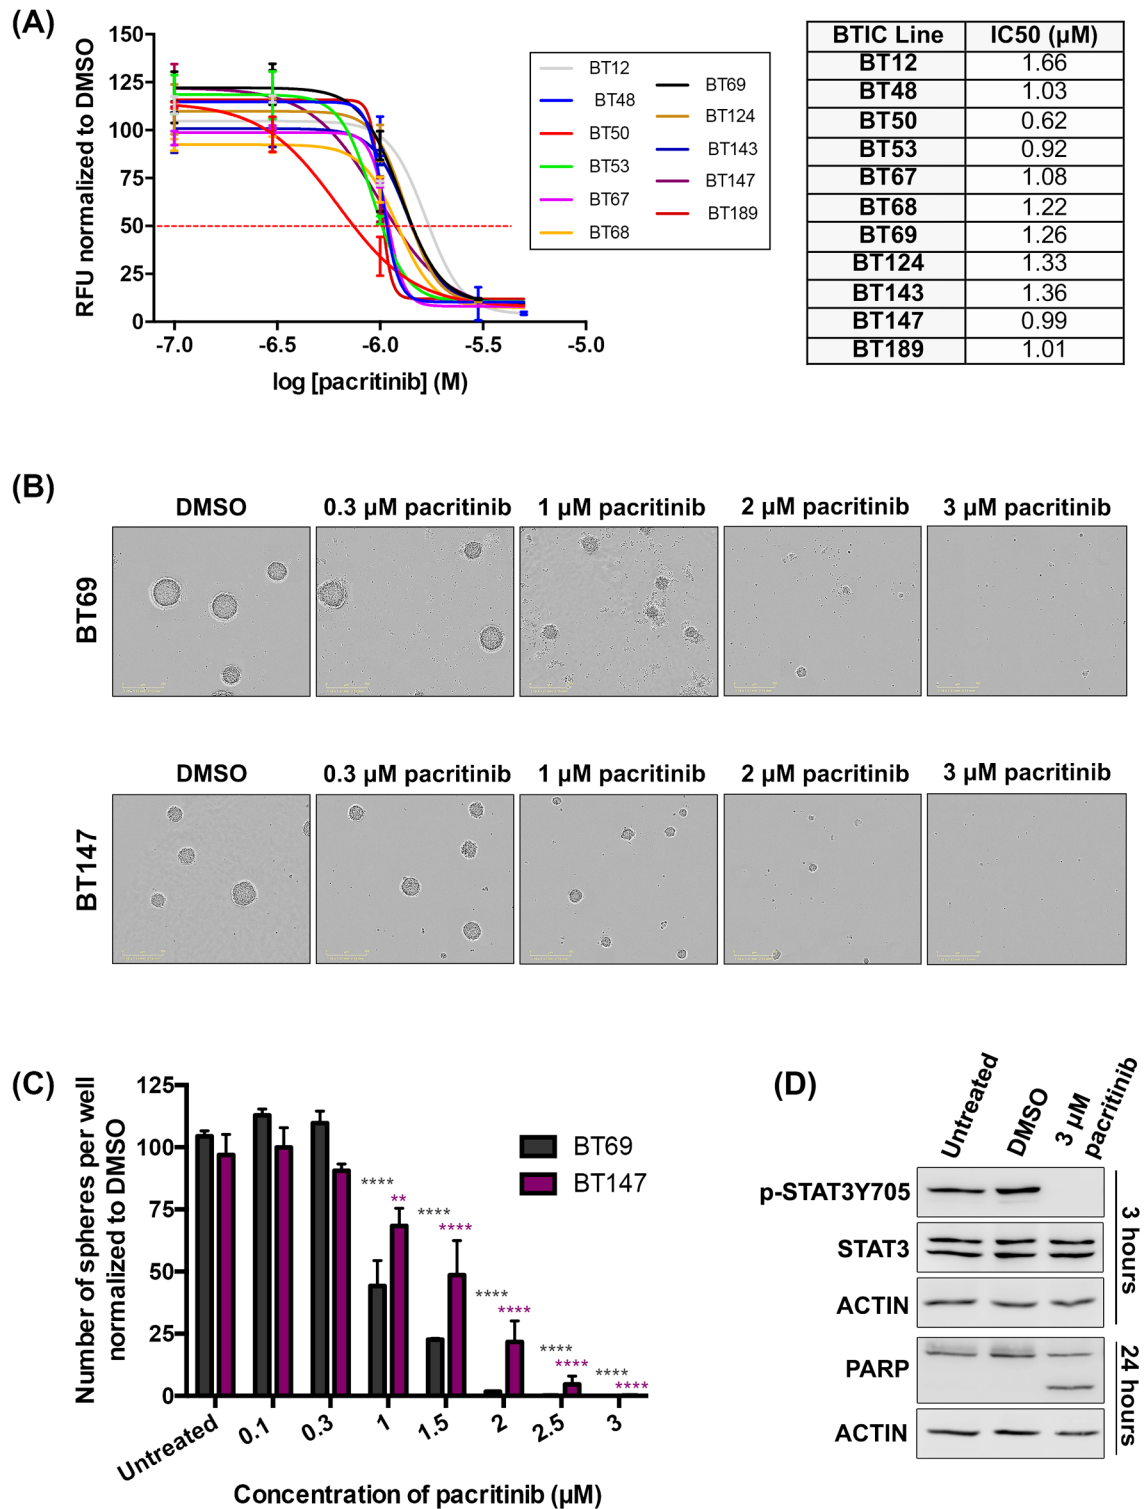 (A)
RFU normalized to DMSO
150
125
100
75
50
25
0
-7.0 -6.5 -6.0 -5.5 -5.0
log [pacritinib] (M)
BT12
BT48
BT50
BT53
BT67
BT68
BT69
BT124
BT143
BT147
BT189
BTIC Line IC50 (µM)
BT12 1.66
BT48 1.03
BT50 0.62
BT53 0.92
BT67 1.08
BT68 1.22
BT69 1.26
BT124 1.33
BT143 1.36
BT147 0.99
BT189 1.01
(B)
DMSO 0.3 µM pacritinib 1 µM pacritinib 2 µM pacritinib 3 µM pacritinib
BT69
DMSO 0.3 µM pacritinib 1 µM pacritinib 2 µM pacritinib 3 µM pacritinib
BT147
(C)
Number of spheres per well
normalized to DMSO
125
100
75
50
25
0
**** **
**** ****
**** ****
**** ****
**** ****
BT69
BT147
Untreated 0.1 0.3 1 1.5 2 2.5 3
Concentration of pacritinib (µM)
(D)
Untreated
DMSO
3 µM
pacritinib
p-STAT3Y705
STAT3
ACTIN
3 hours
PARP
ACTIN
24 hours